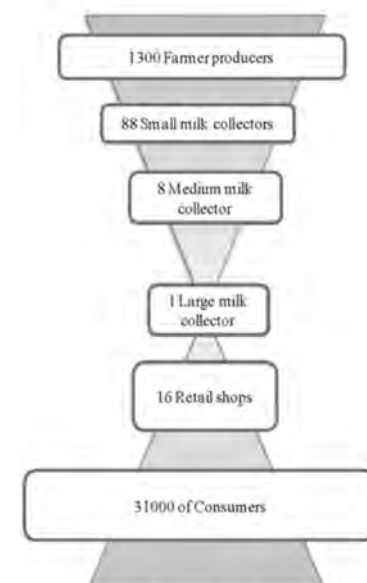 1300 Farmer producers
88 Small milk collectors
8 Medium milk
collector
1 Large milk
collector
16 Retail shops
31000 of Consumers